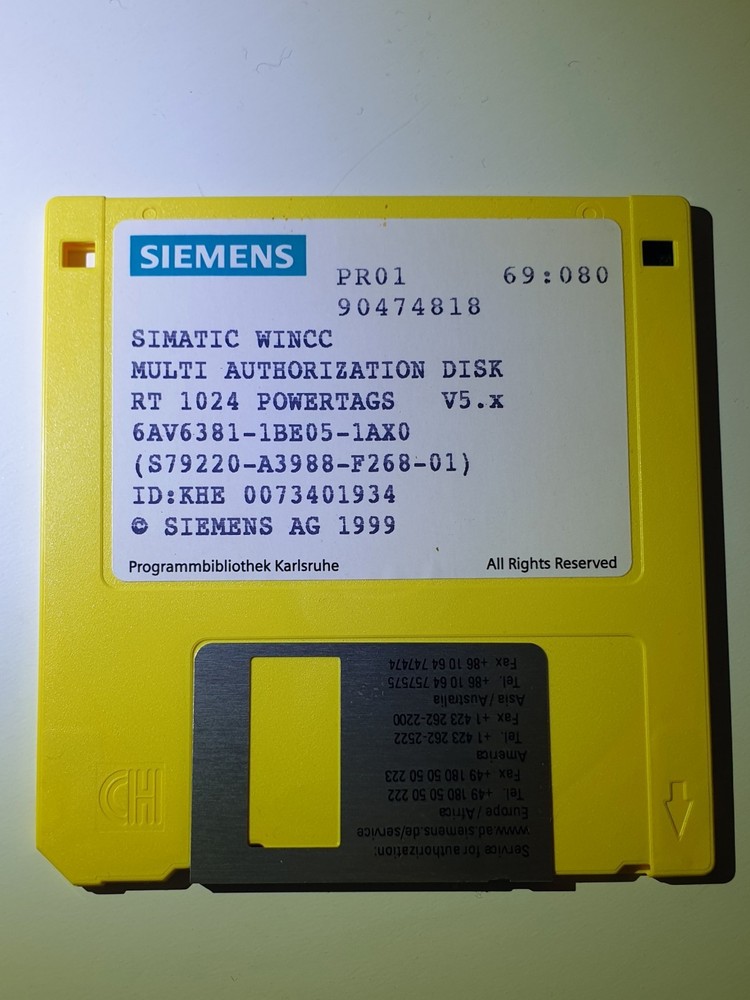 SIEMENS
PR01 69:080
90474818
SIMATIC WINCC
MULTI AUTHORIZATION DISK
RT 1024 POWERTAGS V5.x
6AV6381-1BE05-1AX0
(S79220-A3988-F268-01)
ID:KHE 0073401934
© SIEMENS AG 1999
Programmbibliothek Karlsruhe All Rights Reserved
Service for authorization:
www.ad.siemens.de/service
Europe / Africa
Tel. +49 180 50 50 222
Fax +49 180 50 50 223
America
Tel. +1 423 262-2522
Fax +1 423 262-2200
Asia / Australia
Tel. +86 10 64 757575
Fax +86 10 64 747474
HD